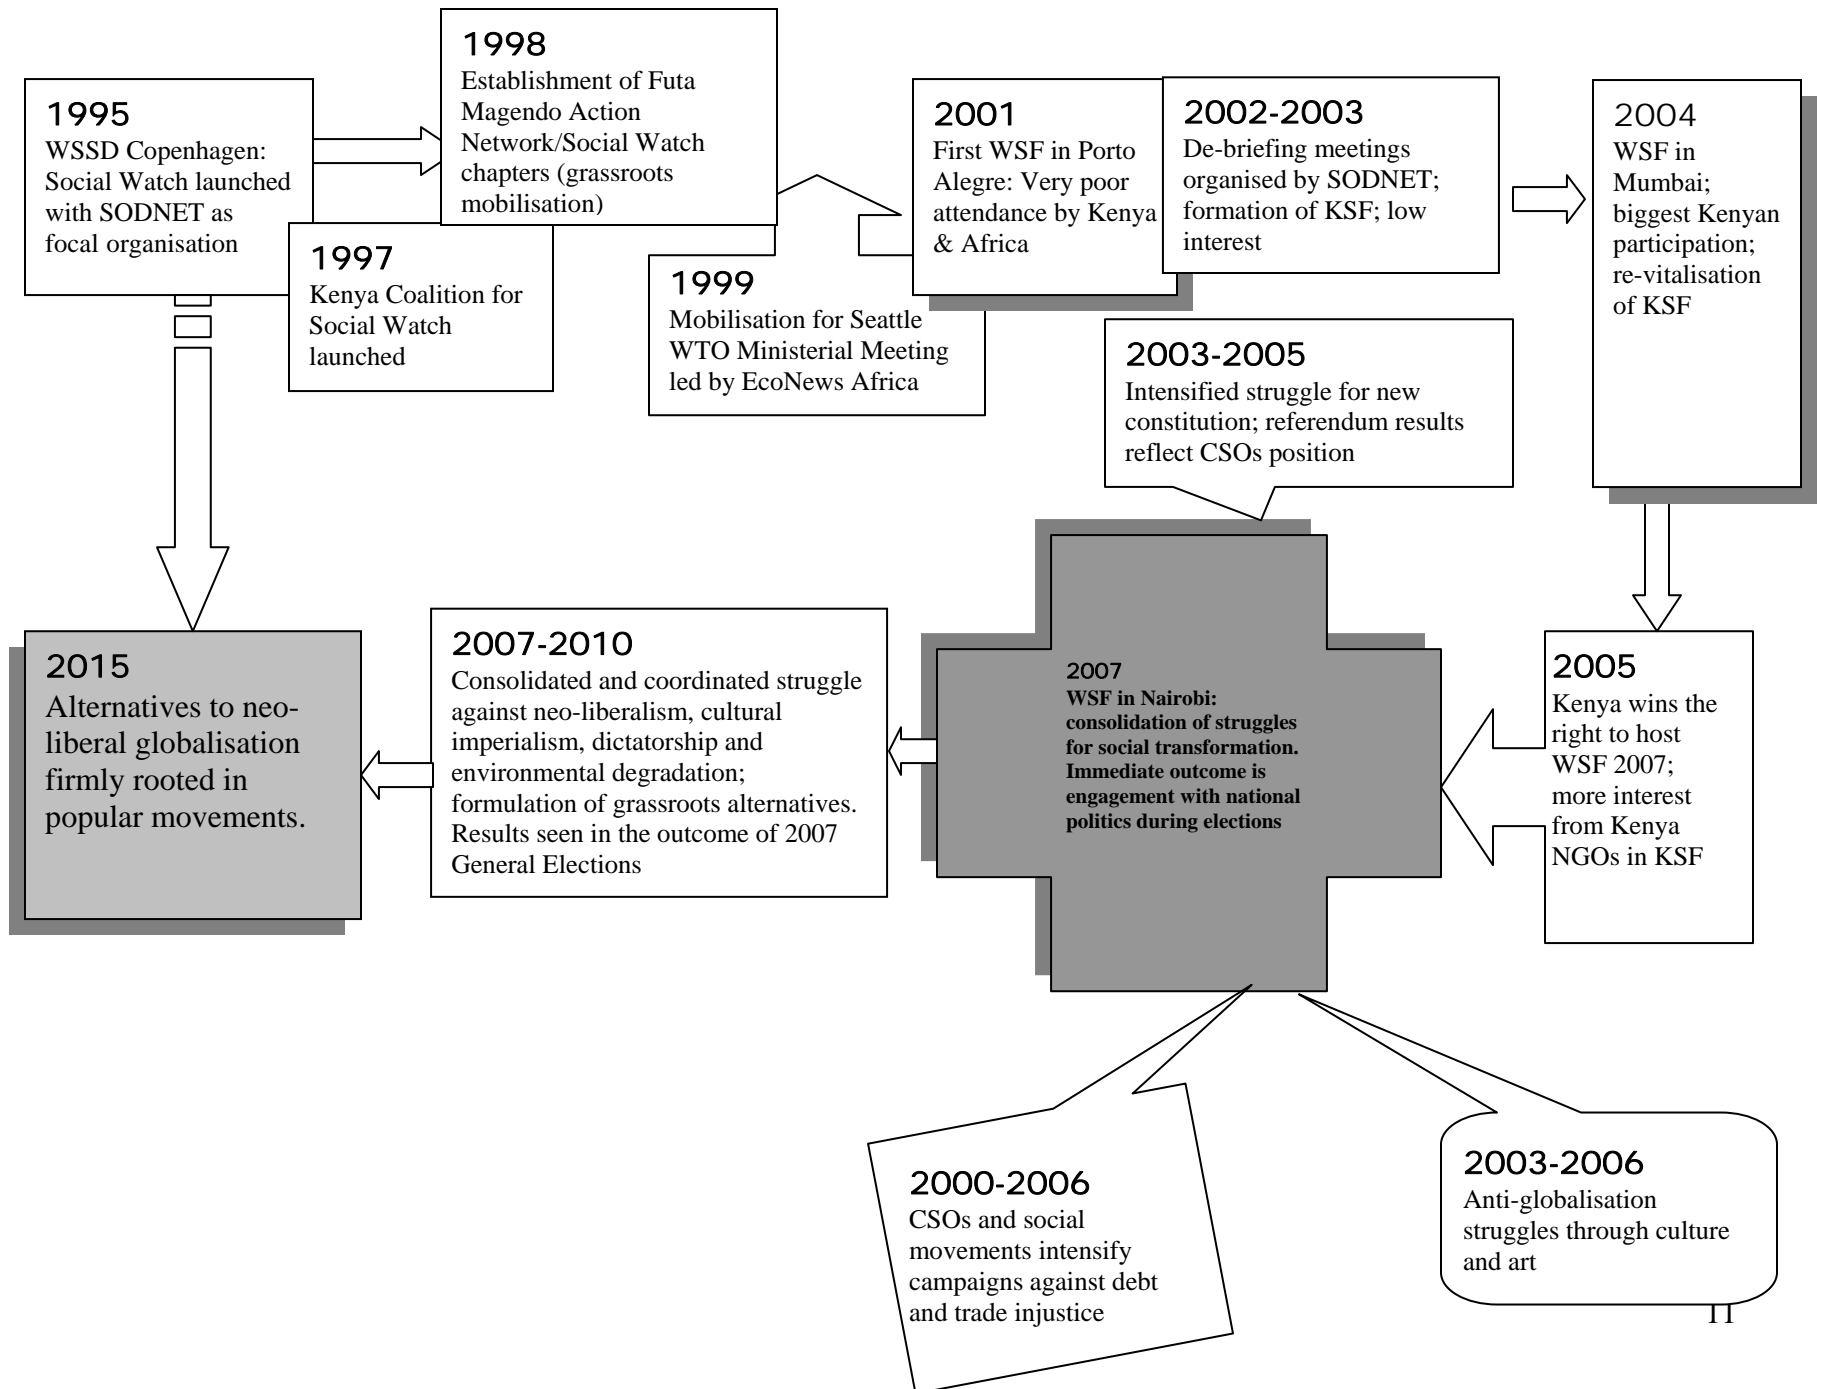 1995
WSSD Copenhagen:
Social Watch launched
with SODNET as
focal organisation
1997
Kenya Coalition for
Social Watch
launched
1998
Establishment of Futa
Magendo Action
Network/Social Watch
chapters (grassroots
mobilisation)
1999
Mobilisation for Seattle
WTO Ministerial Meeting
led by EcoNews Africa
2001
First WSF in Porto
Alegre: Very poor
attendance by Kenya
& Africa
2002-2003
De-briefing meetings
organised by SODNET;
formation of KSF; low
interest
2004
WSF in
Mumbai;
biggest Kenyan
participation;
re-vitalisation
of KSF
2003-2005
Intensified struggle for new
constitution; referendum results
reflect CSOs position
2005
Kenya wins the
right to host
WSF 2007;
more interest
from Kenya
NGOs in KSF
2007
WSF in Nairobi:
consolidation of struggles
for social transformation.
Immediate outcome is
engagement with national
politics during elections
2007-2010
Consolidated and coordinated struggle
against neo-liberalism, cultural
imperialism, dictatorship and
environmental degradation;
formulation of grassroots alternatives.
Results seen in the outcome of 2007
General Elections
2015
Alternatives to neo-
liberal globalisation
firmly rooted in
popular movements.
2000-2006
CSOs and social
movements intensify
campaigns against debt
and trade injustice
2003-2006
Anti-globalisation
struggles through culture
and art
11